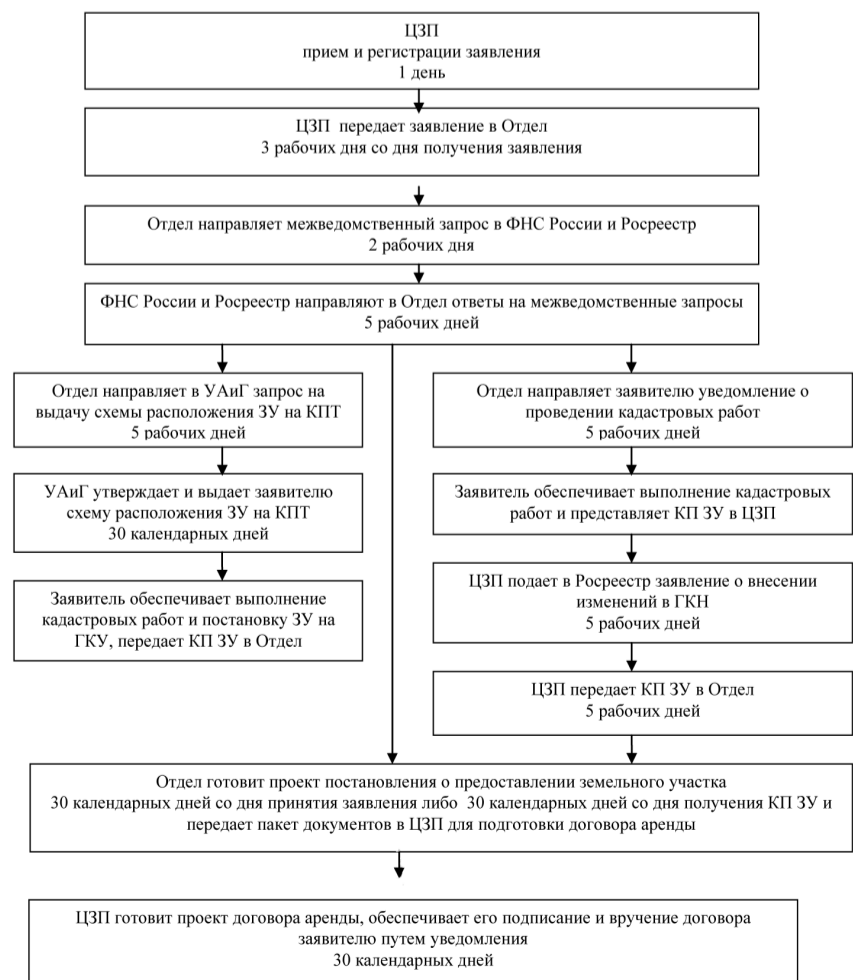 ЦЗП
прием и регистрации заявления
1 день
ЦЗП передает заявление в Отдел
3 рабочих дня со дня получения заявления
Отдел направляет межведомственный запрос в ФНС России и Росреестр
2 рабочих дня
ФНС России и Росреестр направляют в Отдел ответы на межведомственные запросы
5 рабочих дней
Отдел направляет в УАиГ запрос на
выдачу схемы расположения ЗУ на КПТ
5 рабочих дней
УАиГ утверждает и выдает заявителю
схему расположения ЗУ на КПТ
30 календарных дней
Заявитель обеспечивает выполнение
кадастровых работ и постановку ЗУ на
ГКУ, передает КП ЗУ в Отдел
Отдел направляет заявителю уведомление о
проведении кадастровых работ
5 рабочих дней
Заявитель обеспечивает выполнение кадастровых
работ и представляет КП ЗУ в ЦЗП
ЦЗП подает в Росреестр заявление о внесении
изменений в ГКН
5 рабочих дней
ЦЗП передает КП ЗУ в Отдел
5 рабочих дней
Отдел готовит проект постановления о предоставлении земельного участка
30 календарных дней со дня принятия заявления либо 30 календарных дней со дня получения КП ЗУ и
передает пакет документов в ЦЗП для подготовки договора аренды
ЦЗП готовит проект договора аренды, обеспечивает его подписание и вручение договора
заявителю путем уведомления
30 календарных дней